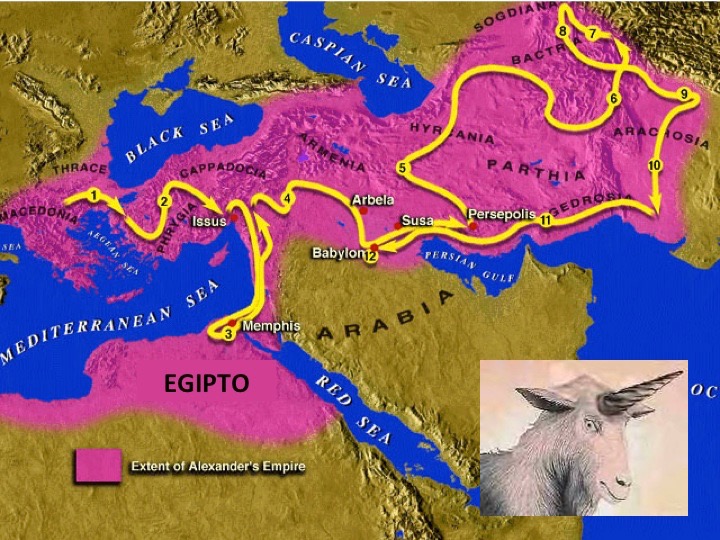 SOGDIANA
CASPIAN SEA
8
7
BACTRIA
BLACK SEA
6
9
HYRCANIA
ARACHOSIA
ARMENIA
THRACE
CAPPADOCIA
5
PARTHIA
10
1
2
4
Arbela
MACEDONIA
PHRYGIA
Issus
Susa
Persepolis
GEDROSIA
11
AEGEAN SEA
SEA
Babylon
12
PERSIAN GULF
MEDITERRANEAN SEA
3
Memphis
ARABIA
EGIPTO
RED SEA
OC
Extent of Alexander's Empire